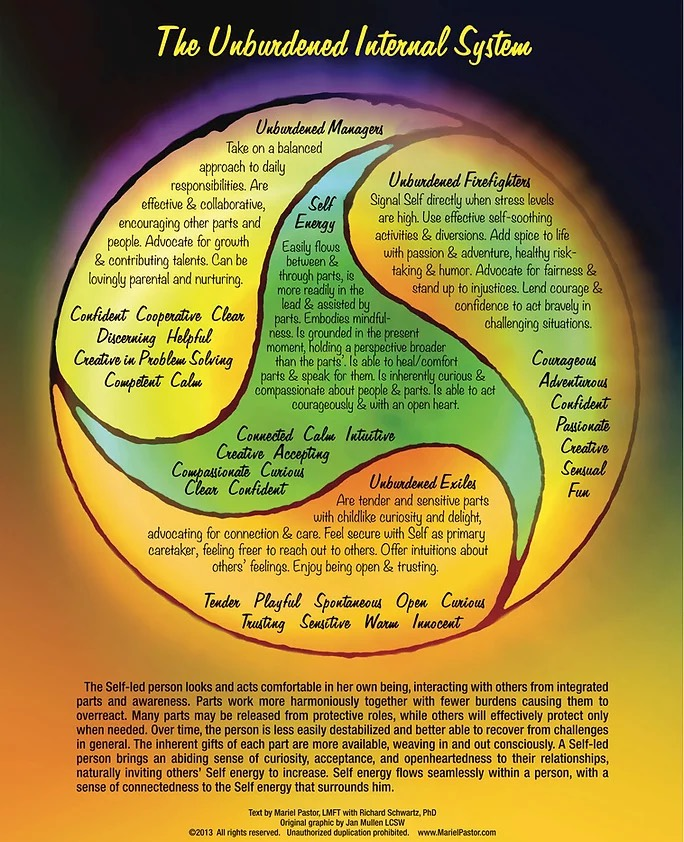 The Unburdened Internal System
Unburdened Managers
Take on a balanced
approach to daily
responsibilities. Are
effective & collaborative,
encouraging other parts and
people. Advocate for growth
& contributing talents. Can be
lovingly parental and nurturing.
Confident Cooperative Clear
Discerning Helpful
Creative in Problem Solving
Competent Calm
Self
Energy
Easily flows
between &
through parts, is
more readily in the
lead & assisted by
parts. Embodies mindful-
ness. Is grounded in the present
moment, holding a perspective broader
than the parts'. Is able to heal/comfort
parts & speak for them. Is inherently curious &
compassionate about people & parts. Is able to act
courageously & with an open heart.
Connected Calm Intuitive
Creative Accepting
Compassionate Curious
Clear Confident
Unburdened Firefighters
Signal Self directly when stress levels
are high. Use effective self-soothing
activities & diversions. Add spice to life
with passion & adventure, healthy risk-
taking & humor. Advocate for fairness &
stand up to injustices. Lend courage &
confidence to act bravely in
challenging situations.
Courageous
Adventurous
Confident
Passionate
Creative
Sensual
Fun
Unburdened Exiles
Are tender and sensitive parts
with childlike curiosity and delight,
advocating for connection & care. Feel secure with Self as primary
caretaker, feeling freer to reach out to others. Offer intuitions about
others' feelings. Enjoy being open & trusting.
Tender Playful Spontaneous Open Curious
Trusting Sensitive Warm Innocent
The Self-led person looks and acts comfortable in her own being, interacting with others from integrated
parts and awareness. Parts work more harmoniously together with fewer burdens causing them to
overreact. Many parts may be released from protective roles, while others will effectively protect only
when needed. Over time, the person is less easily destabilized and better able to recover from challenges
in general. The inherent gifts of each part are more available, weaving in and out consciously. A Self-led
person brings an abiding sense of curiosity, acceptance, and openheartedness to their relationships,
naturally inviting others' Self energy to increase. Self energy flows seamlessly within a person, with a
sense of connectedness to the Self energy that surrounds him.
Text by Mariel Pastor, LMFT with Richard Schwartz, PhD
Original graphic by Jan Mullen LCSW
©2013 All rights reserved. Unauthorized duplication prohibited. www.MarielPastor.com